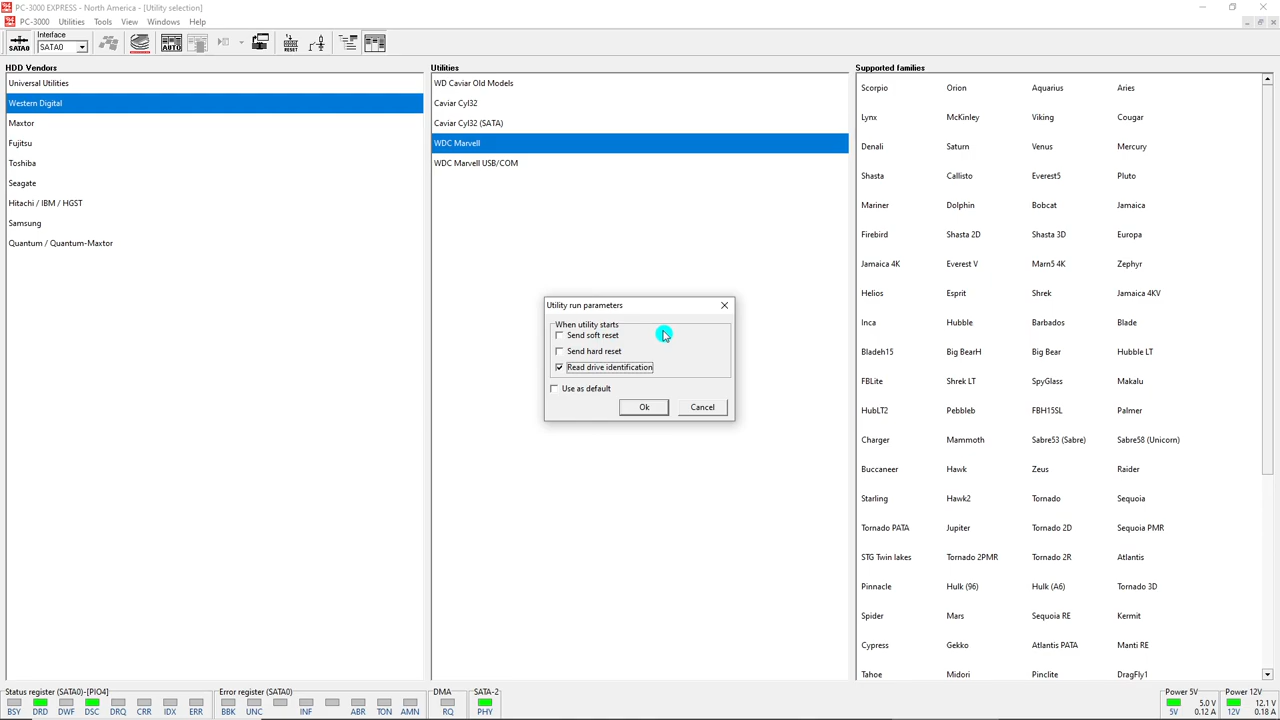 PC-3000 EXPRESS - North America - [Utility selection]
PC-3000 Utilities Tools View Windows Help
SATA0
Interface
SATA0
AUTO
RESET
HDD Vendors
Universal Utilities
Western Digital
Maxtor
Fujitsu
Toshiba
Seagate
Hitachi / IBM / HGST
Samsung
Quantum / Quantum-Maxtor
Utilities
WD Caviar Old Models
Caviar Cyl32
Caviar Cyl32 (SATA)
WDC Marvell
WDC Marvell USB/COM
Utility run parameters
When utility starts
Send soft reset
Send hard reset
Read drive identification
Use as default
Ok Cancel
Supported families
Scorpio Orion Aquarius Aries
Lynx McKinley Viking Cougar
Denali Saturn Venus Mercury
Shasta Callisto Everest5 Pluto
Mariner Dolphin Bobcat Jamaica
Firebird Shasta 2D Shasta 3D Europa
Jamaica 4K Everest V Marn5 4K Zephyr
Helios Esprit Shrek Jamaica 4KV
Inca Hubble Barbados Blade
Bladeh15 Big BearH Big Bear Hubble LT
FBLite Shrek LT SpyGlass Makalu
HubLT2 Pebbleb FBH15SL Palmer
Charger Mammoth Sabre53 (Sabre) Sabre58 (Unicorn)
Buccaneer Hawk Zeus Raider
Starling Hawk2 Tornado Sequoia
Tornado PATA Jupiter Tornado 2D Sequoia PMR
STG Twin lakes Tornado 2PMR Tornado 2R Atlantis
Pinnacle Hulk (96) Hulk (A6) Tornado 3D
Spider Mars Sequoia RE Kermit
Cypress Gekko Atlantis PATA Manti RE
Tahoe Midori Pinclite DragFly1
Status register (SATA0)-[PIO4]
BSY DRD DWF DSC DRQ CRR IDX ERR
Error register (SATA0)
BBK UNC INF ABR TON AMN
DMA
RQ
SATA-2
PHY
Power 5V
5.0 V
5V 0.12 A
Power 12V
12.1 V
12V 0.18 A